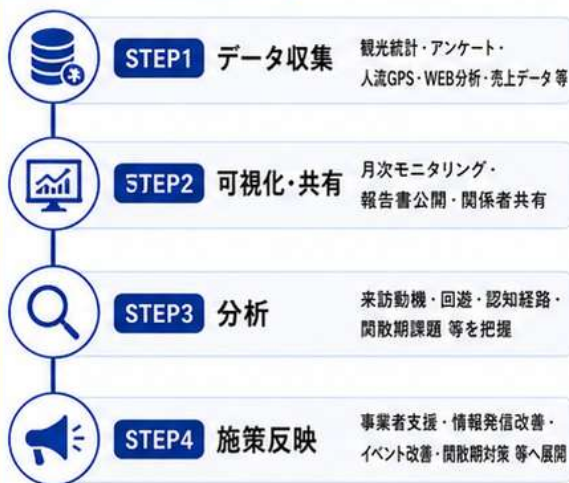 STEP1 データ収集
観光統計・アンケート・
人流GPS・WEB分析・売上データ 等
STEP2 可視化・共有
月次モニタリング・
報告書公開・関係者共有
STEP3 分析
来訪動機・回遊・認知経路・
閑散期課題 等を把握
STEP4 施策反映
事業者支援・情報発信改善・
イベント改善・閑散期対策 等へ展開